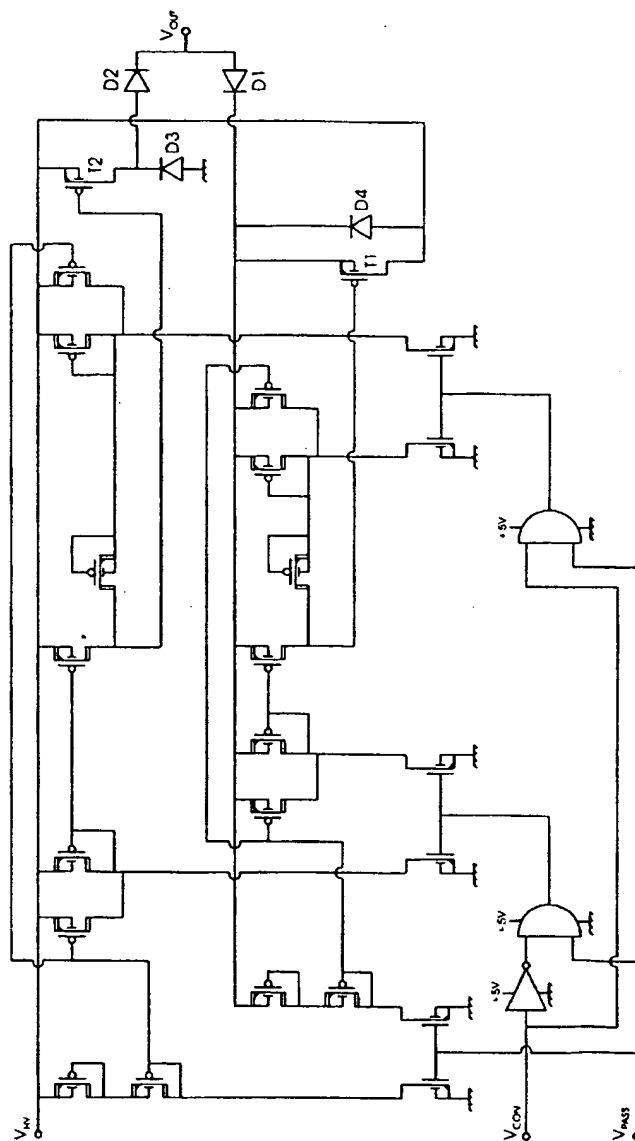 V_OUT
D2
D1
T2
D3
D4
T1
+5V
+5V
+5V
V_HV
V_CON
V_PASS